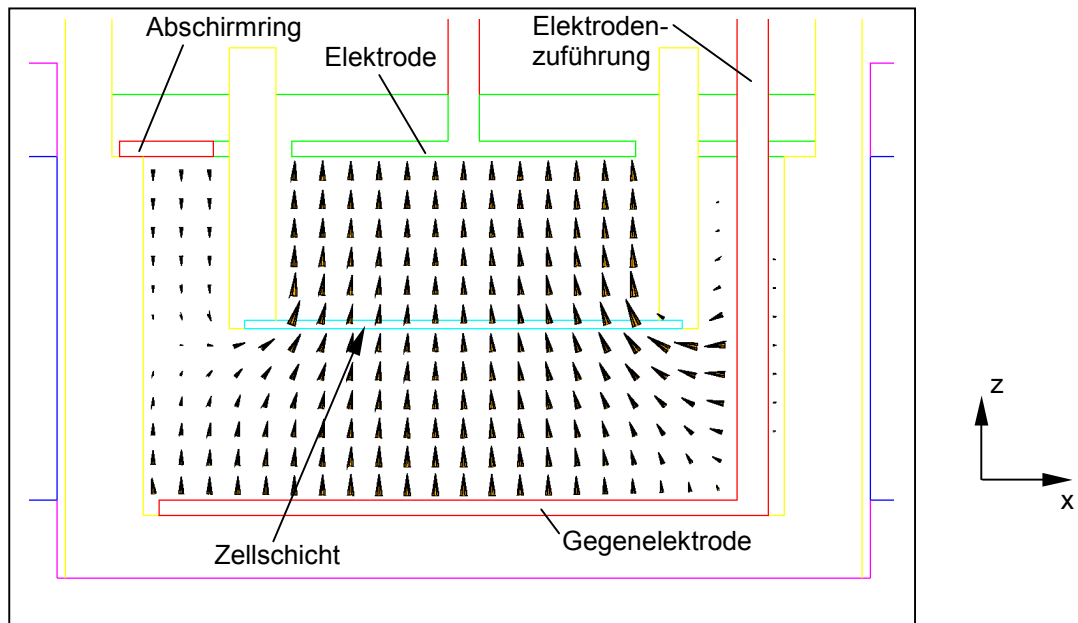 Abschirmring
Elektrode
Elektroden-
zuführung
Zellschicht
Gegenelektrode
z
x